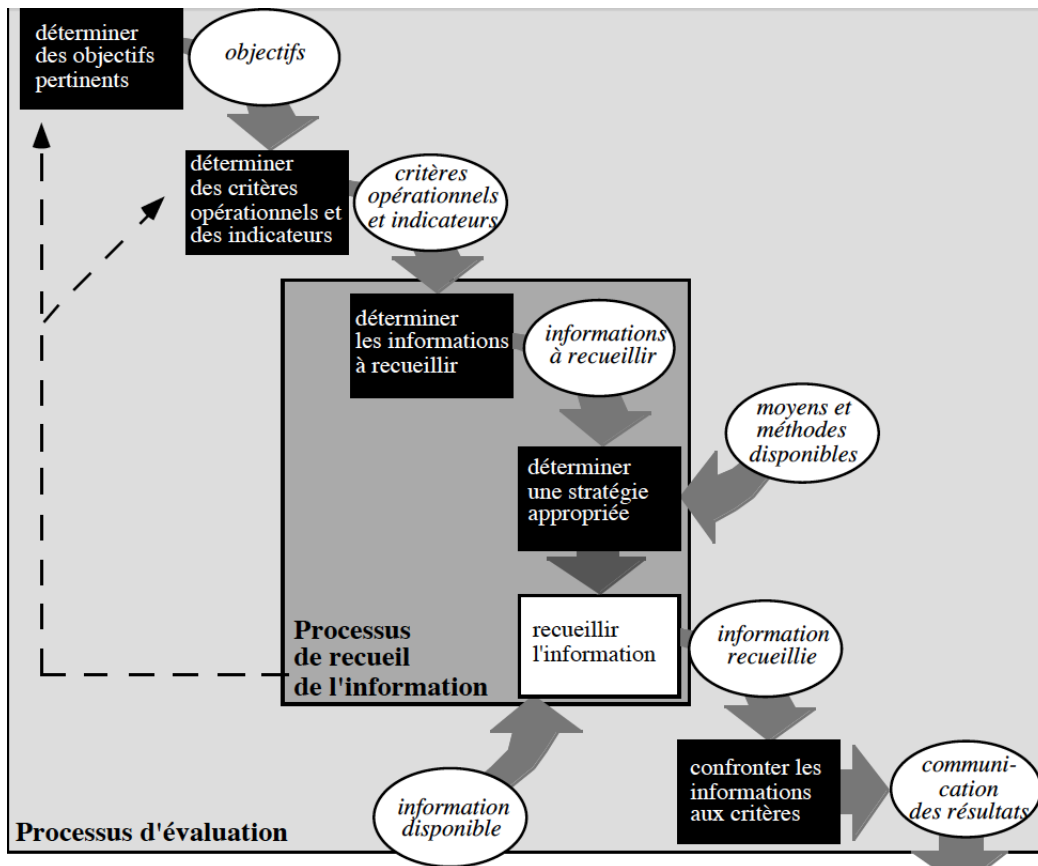 déterminer
des objectifs
pertinents
objectifs
déterminer
des critères
opérationnels et
des indicateurs
critères
opérationnels
et indicateurs
déterminer
les informations
à recueillir
informations
à recueillir
moyens et
méthodes
disponibles
déterminer
une stratégie
appropriée
recueillir
l'information
Processus
de recueil
de l'information
information
recueillie
confronter les
informations
aux critères
communi-
cation
des résultats
information
disponible
Processus d'évaluation